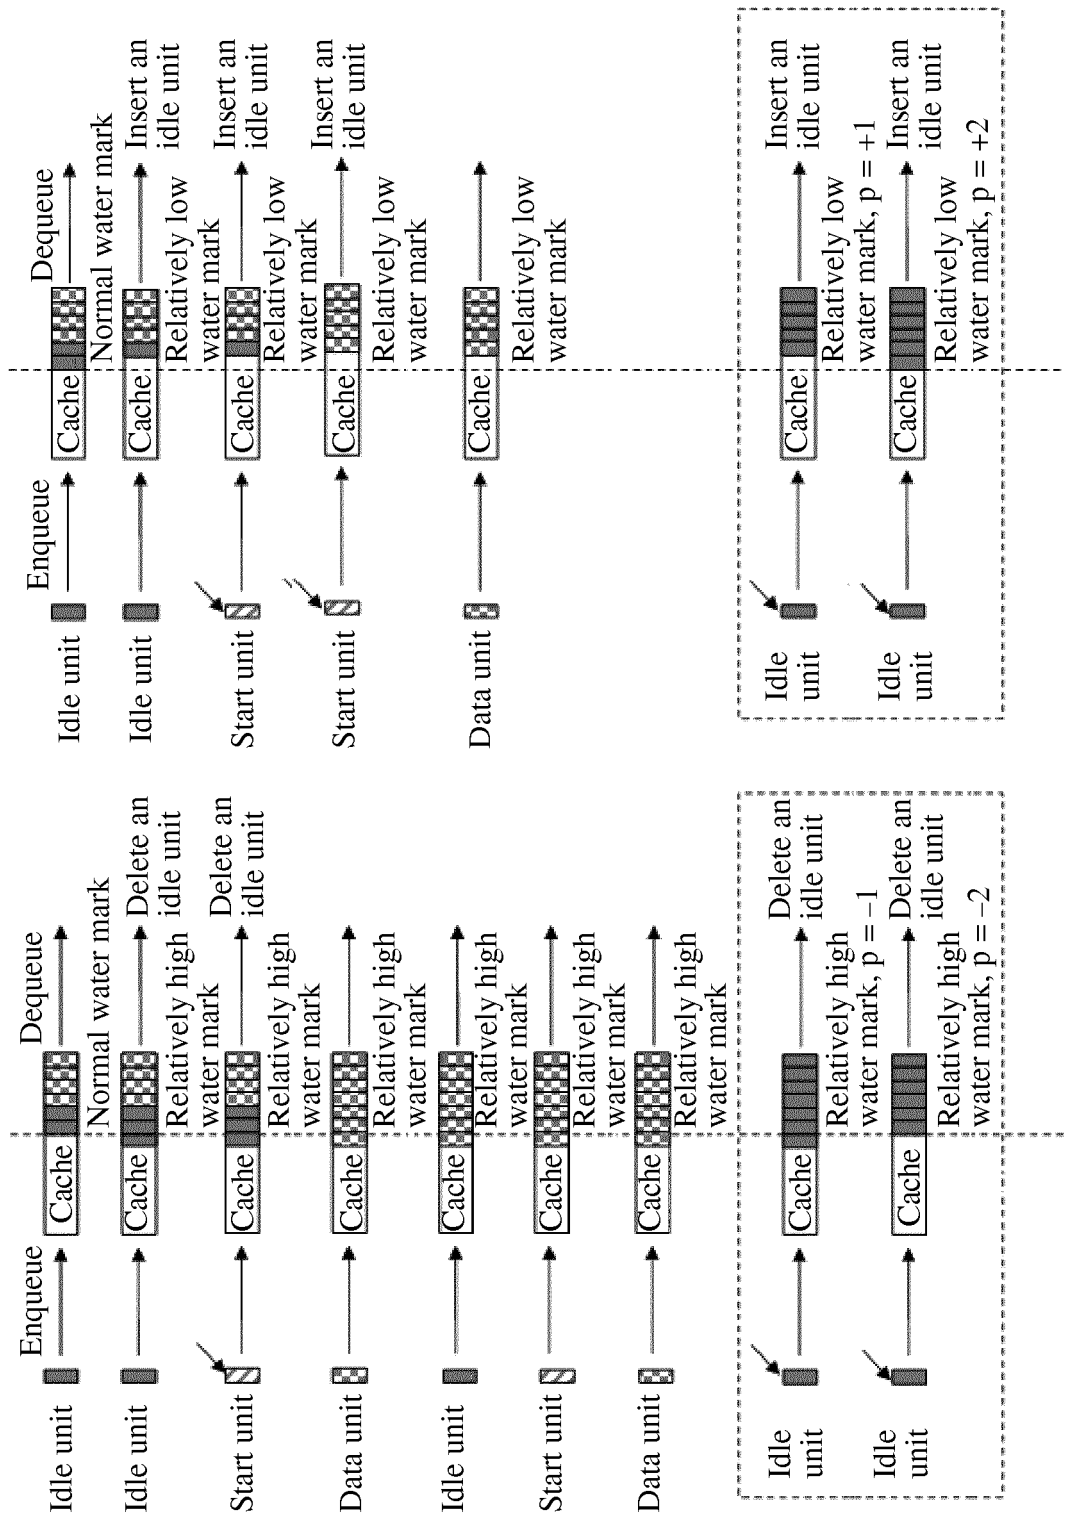 Enqueue
Dequeue
Idle unit
Cache
Normal water mark
Idle unit
Cache
Delete an
idle unit
Relatively high
water mark
Start unit
Cache
Delete an
idle unit
Relatively high
water mark
Data unit
Cache
Relatively high
water mark
Idle unit
Cache
Relatively high
water mark
Start unit
Cache
Relatively high
water mark
Data unit
Cache
Relatively high
water mark
Idle
unit
Cache
Delete an
idle unit
Relatively high
water mark, p = –1
Idle
unit
Cache
Delete an
idle unit
Relatively high
water mark, p = –2
Enqueue
Dequeue
Idle unit
Cache
Normal water mark
Idle unit
Cache
Insert an
idle unit
Relatively low
water mark
Start unit
Cache
Insert an
idle unit
Relatively low
water mark
Start unit
Cache
Insert an
idle unit
Relatively low
water mark
Data unit
Cache
Relatively low
water mark
Idle
unit
Cache
Insert an
idle unit
Relatively low
water mark, p = +1
Idle
unit
Cache
Insert an
idle unit
Relatively low
water mark, p = +2